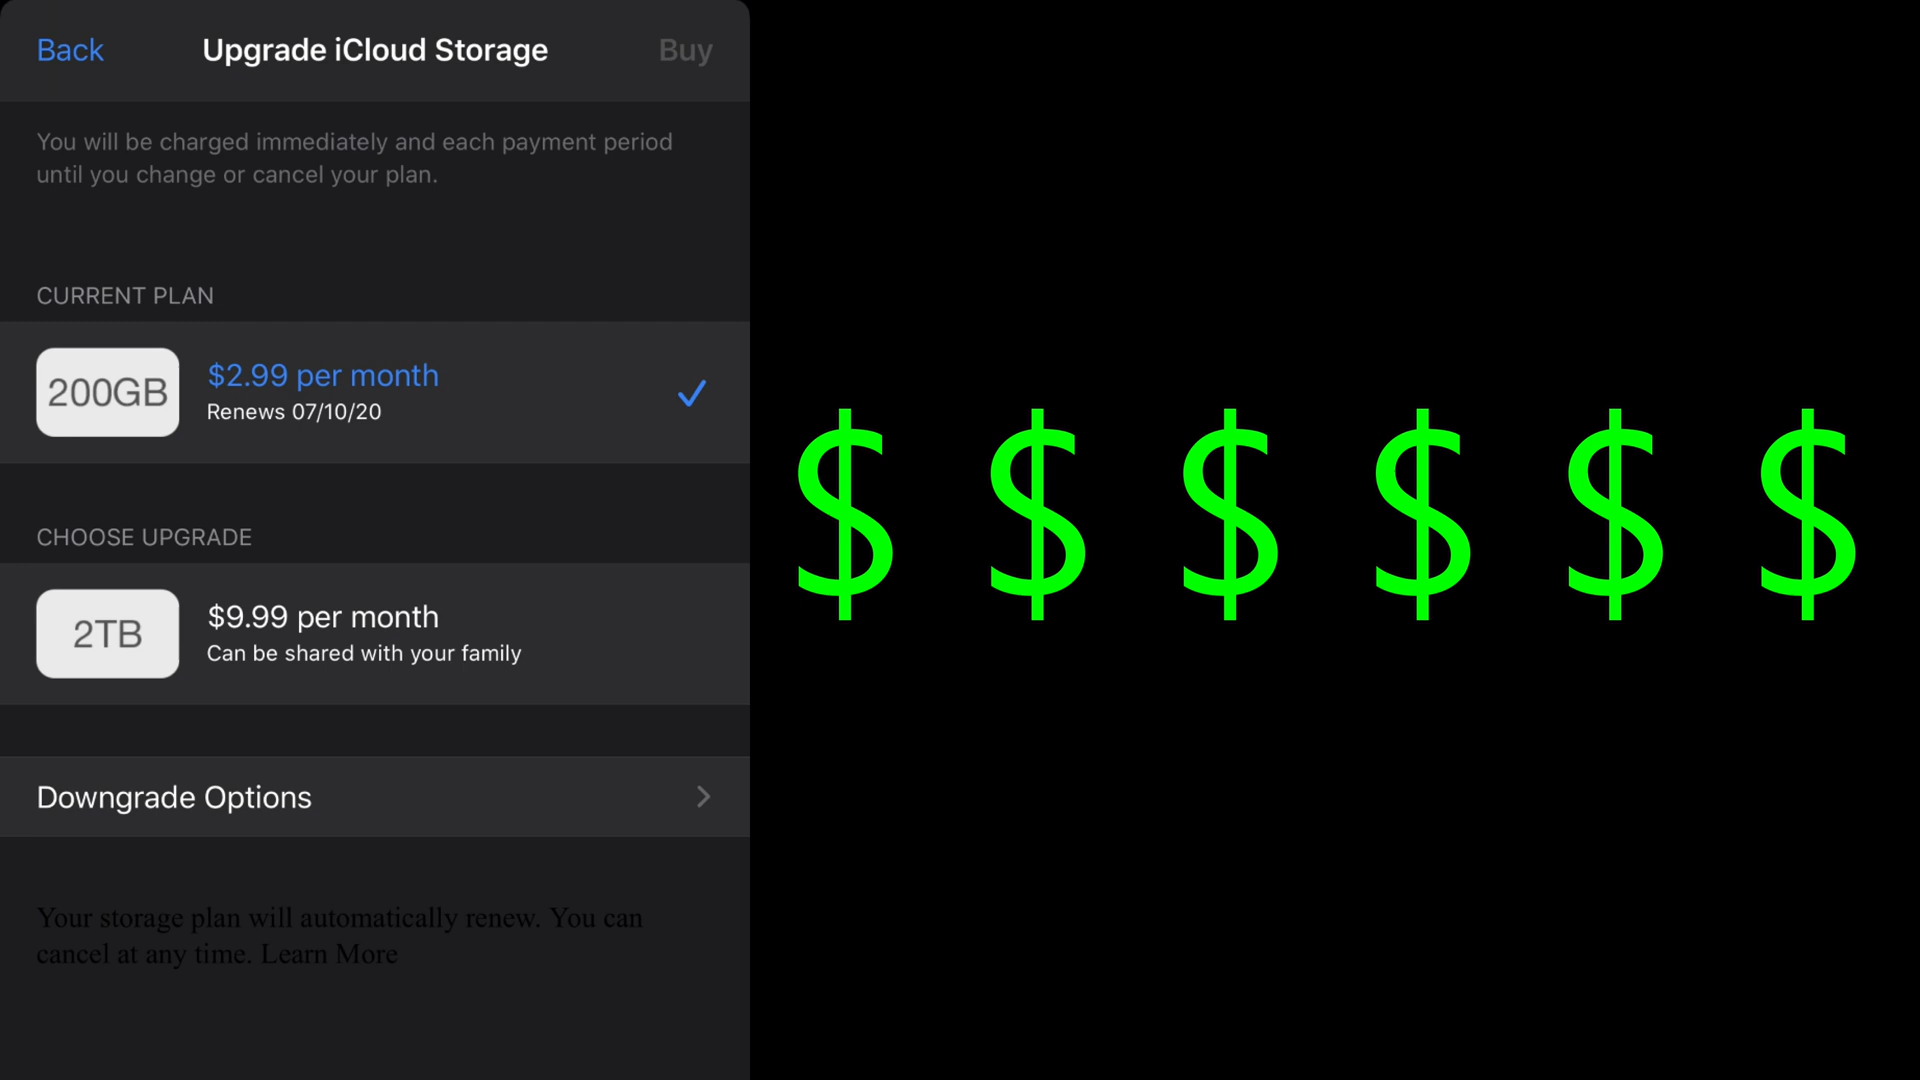 Back Upgrade iCloud Storage Buy
You will be charged immediately and each payment period
until you change or cancel your plan.
CURRENT PLAN
200GB
$2.99 per month
Renews 07/10/20
$ $ $ $ $ $
CHOOSE UPGRADE
2TB
$9.99 per month
Can be shared with your family
Downgrade Options
Your storage plan will automatically renew. You can
cancel at any time. Learn More